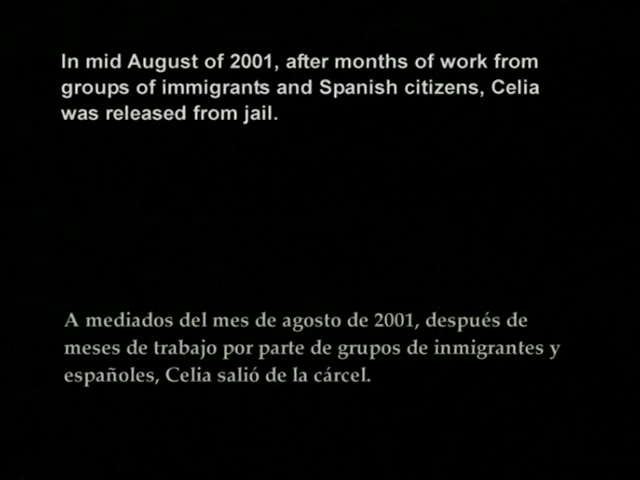 In mid August of 2001, after months of work from
groups of immigrants and Spanish citizens, Celia
was released from jail.
A mediados del mes de agosto de 2001, después de
meses de trabajo por parte de grupos de inmigrantes y
españoles, Celia salió de la cárcel.